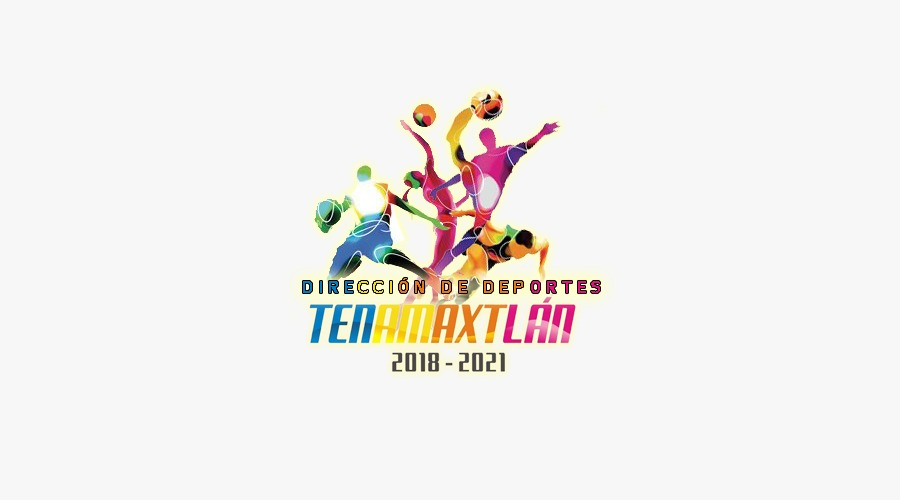 DIRECCIÓN DE DEPORTES
TENAMAXTLÁN
2018 - 2021